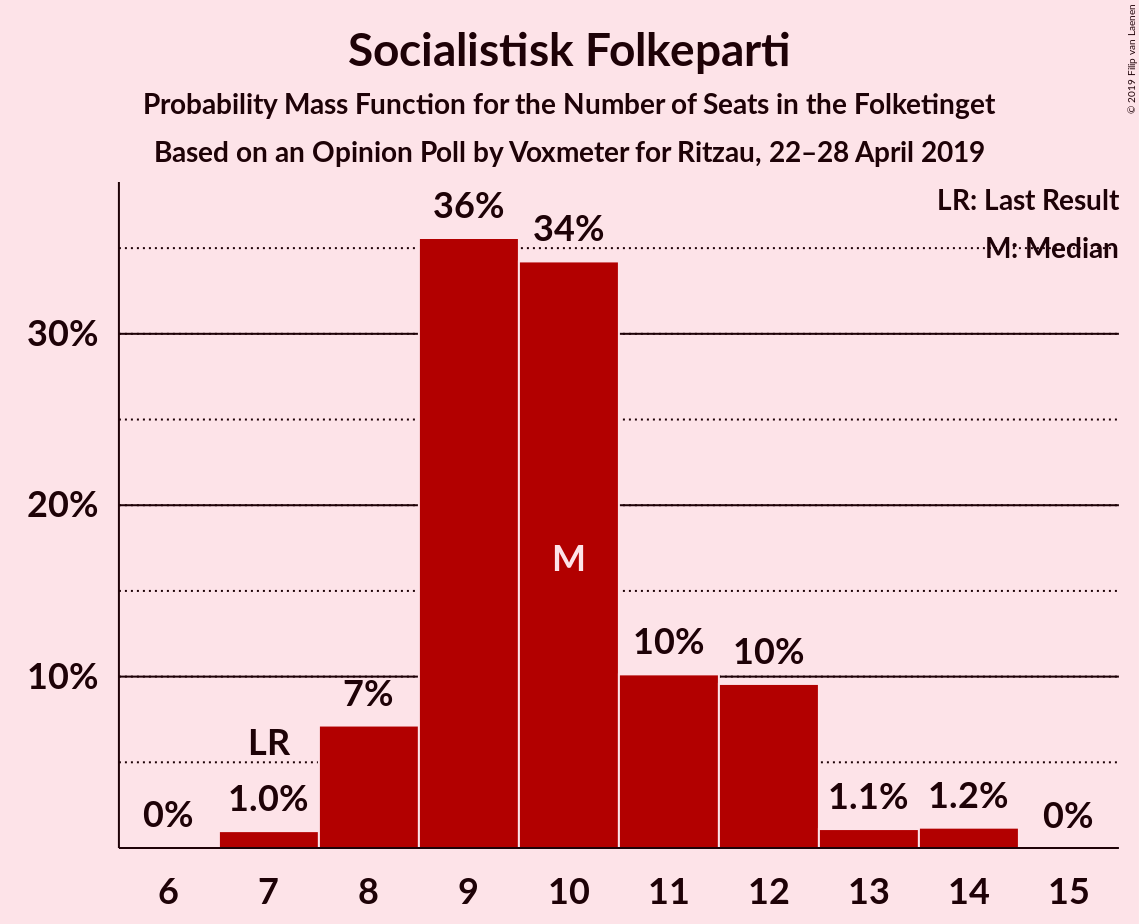 Socialistisk Folkeparti
Probability Mass Function for the Number of Seats in the Folketinget
Based on an Opinion Poll by Voxmeter for Ritzau, 22–28 April 2019
© 2019 Filip van Laenen
LR: Last Result
M: Median
36%
34%
30%
20%
M
10%
10%
10%
7%
LR
0%
1.0%
1.1%
1.2%
0%
6 7 8 9 10 11 12 13 14 15